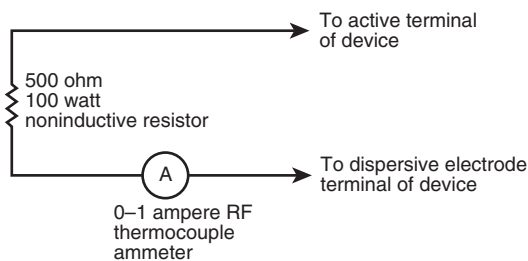 To active terminal
of device
500 ohm
100 watt
noninductive resistor
A
To dispersive electrode
terminal of device
0–1 ampere RF
thermocouple
ammeter